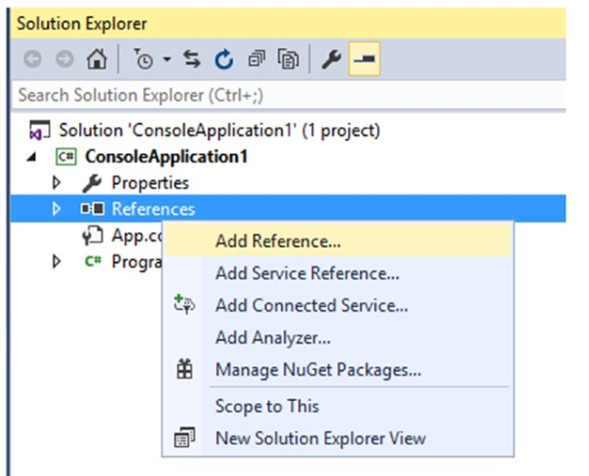 Solution Explorer
Search Solution Explorer (Ctrl+;)
Solution 'ConsoleApplication1' (1 project)
C# ConsoleApplication1
Properties
References
App.co
C# Progra
Add Reference...
Add Service Reference...
Add Connected Service...
Add Analyzer...
Manage NuGet Packages...
Scope to This
New Solution Explorer View